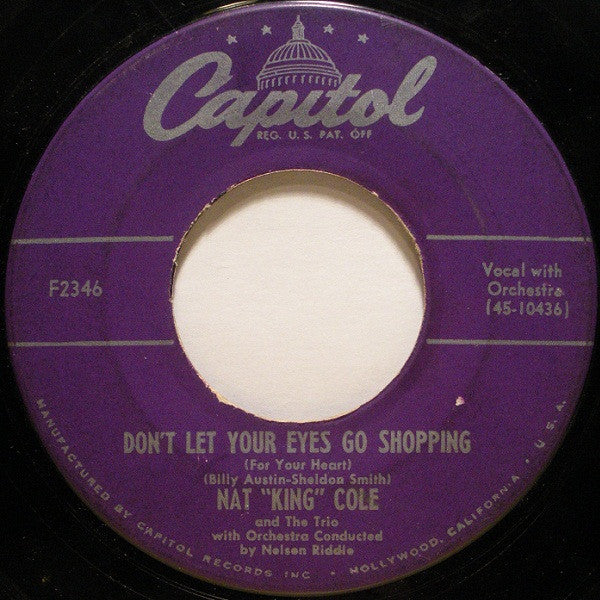 Capitol
REG. U. S. PAT. OFF
F2346
Vocal with
Orchestra
(45-10436)
DON'T LET YOUR EYES GO SHOPPING
(For Your Heart)
(Billy Austin-Sheldon Smith)
NAT "KING" COLE
and The Trio
with Orchestra Conducted
by Nelson Riddle
MANUFACTURED BY CAPITOL RECORDS INC · HOLLYWOOD, CALIFORNIA · U.S.A.